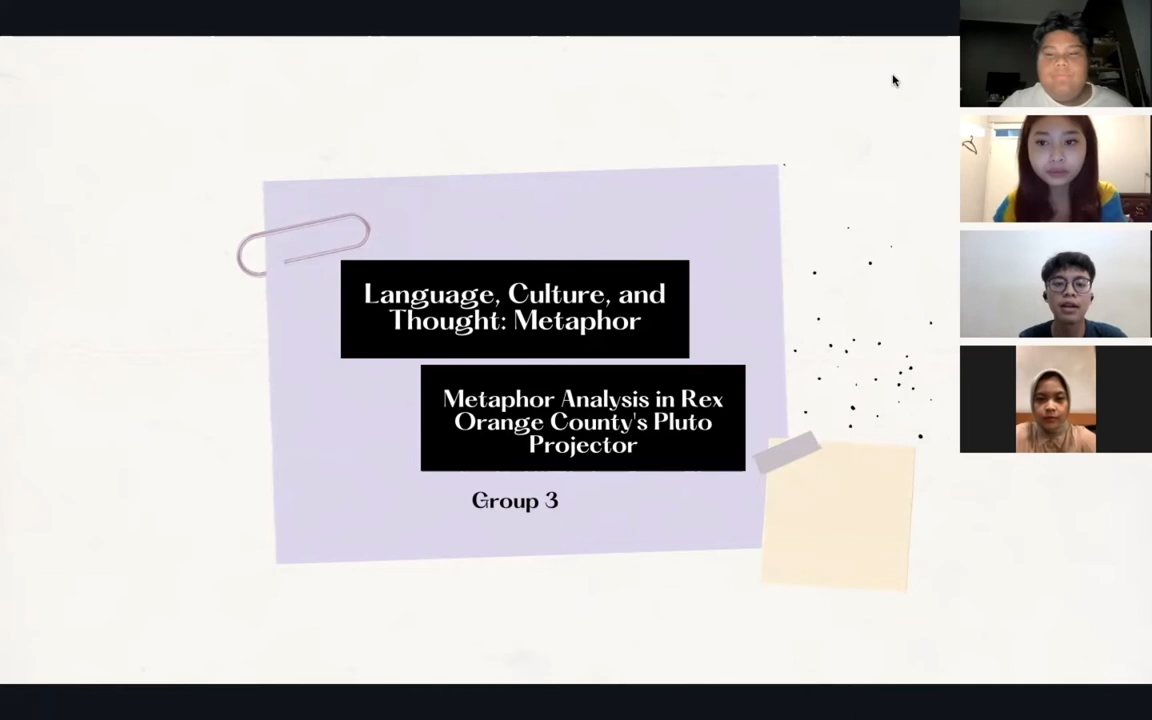 Language, Culture, and
Thought: Metaphor
Metaphor Analysis in Rex
Orange County's Pluto
Projector
Group 3